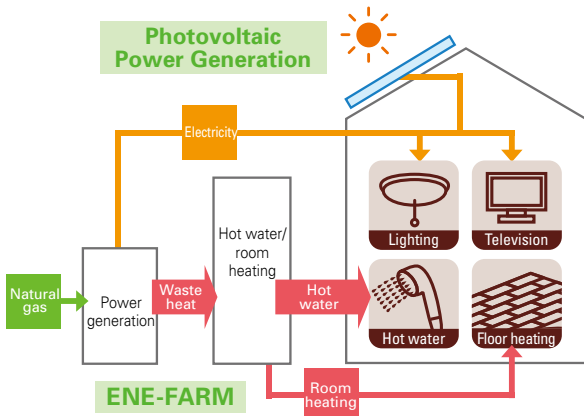 Photovoltaic
Power Generation
Electricity
Lighting
Television
Hot water/
room
heating
Natural
gas
Power
generation
Waste
heat
Hot
water
Hot water
Floor heating
ENE-FARM
Room
heating